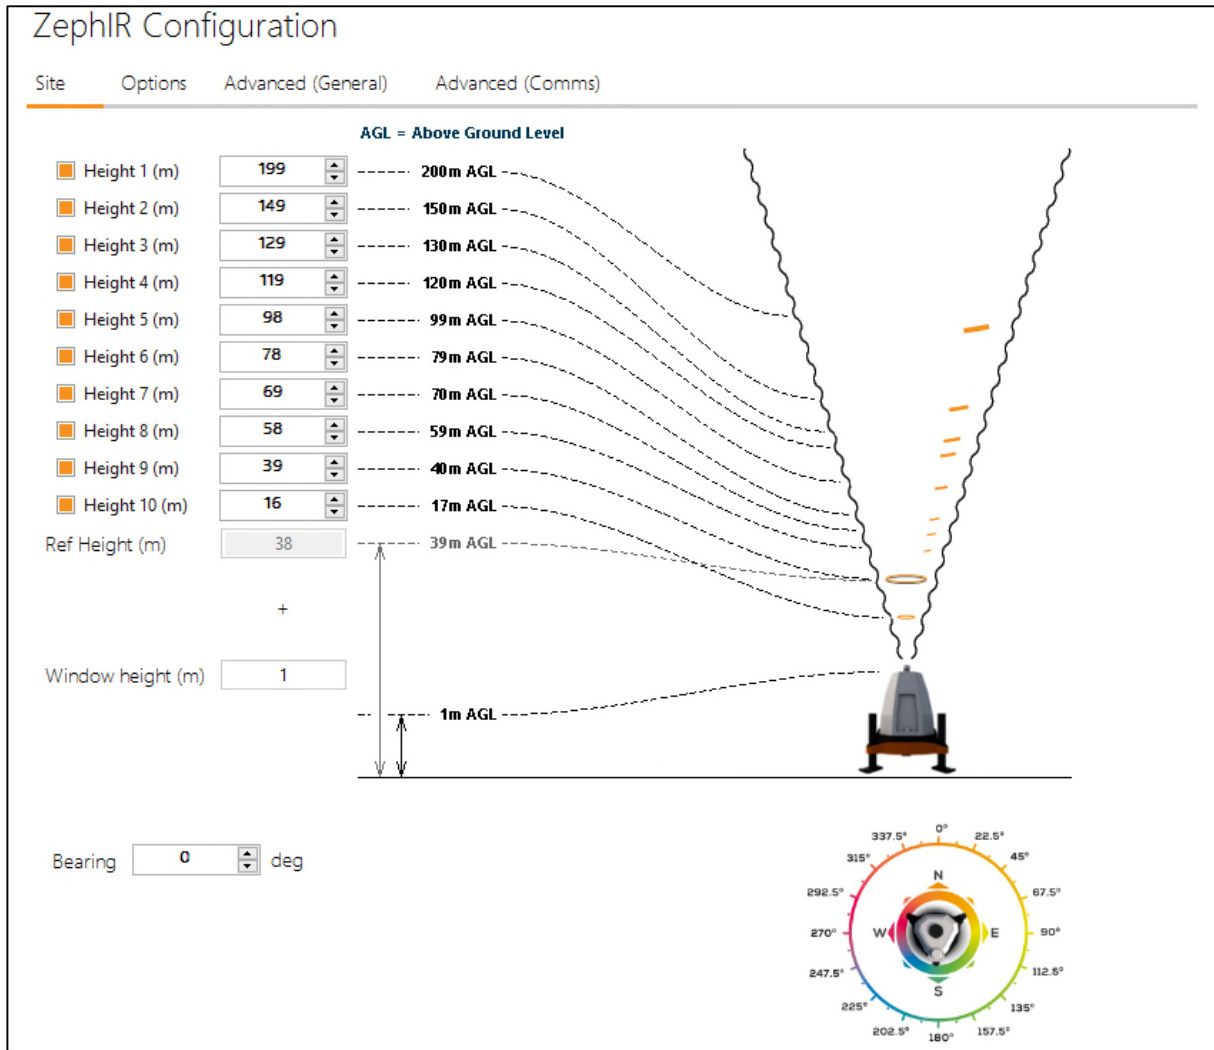 ZephIR Configuration
Site Options Advanced (General) Advanced (Comms)
AGL = Above Ground Level
Height 1 (m) 199 200m AGL
Height 2 (m) 149 150m AGL
Height 3 (m) 129 130m AGL
Height 4 (m) 119 120m AGL
Height 5 (m) 98 99m AGL
Height 6 (m) 78 79m AGL
Height 7 (m) 69 70m AGL
Height 8 (m) 58 59m AGL
Height 9 (m) 39 40m AGL
Height 10 (m) 16 17m AGL
Ref Height (m) 38 39m AGL
+
Window height (m) 1
1m AGL
Bearing 0 deg
0°
337.5° 22.5°
315° 45°
N
292.5° 67.5°
270° W E 90°
247.5° 112.5°
S
225° 135°
202.5° 180° 157.5°